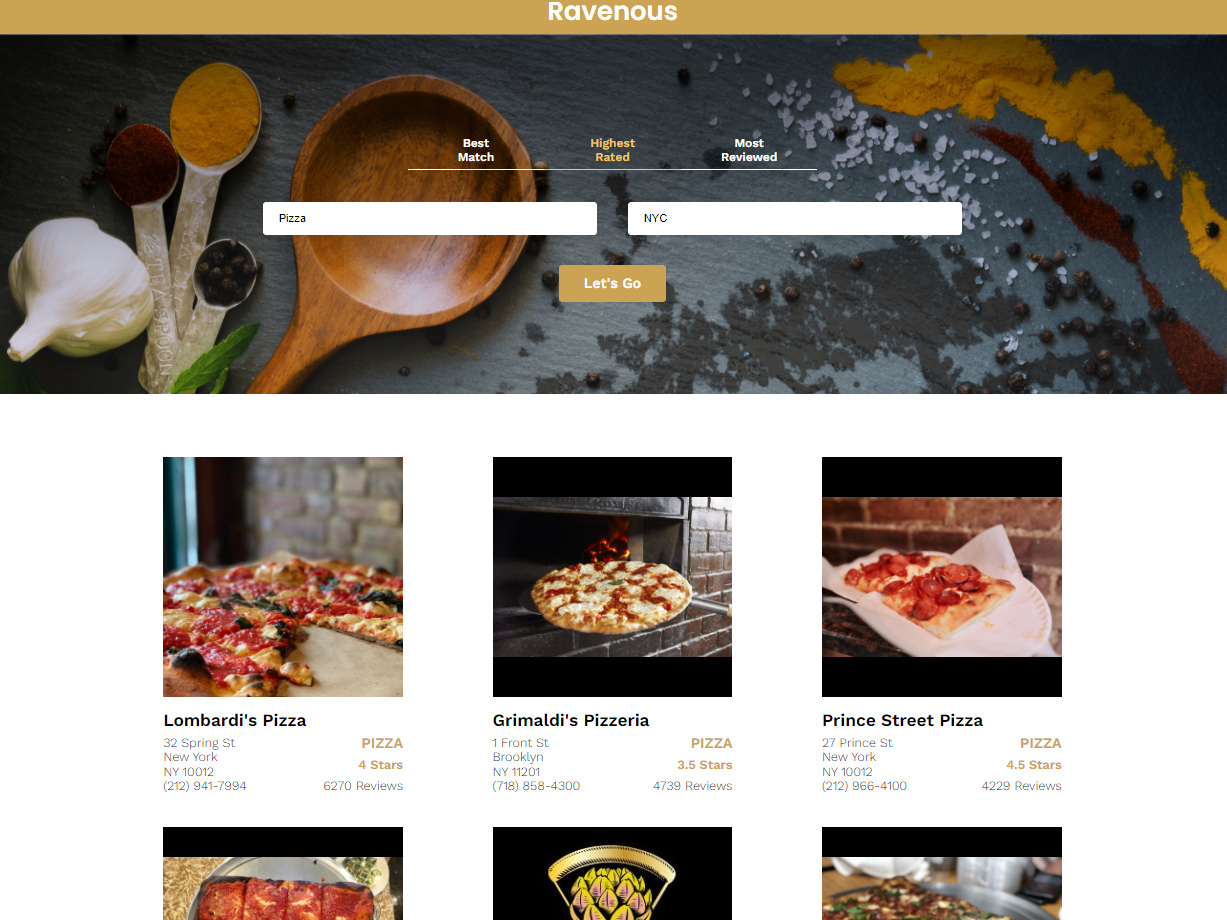 Ravenous
Best Match
Highest Rated
Most Reviewed
Pizza
NYC
Let's Go
Lombardi's Pizza
32 Spring St
New York
NY 10012
(212) 941-7994
PIZZA
4 Stars
6270 Reviews
Grimaldi's Pizzeria
1 Front St
Brooklyn
NY 11201
(718) 858-4300
PIZZA
3.5 Stars
4739 Reviews
Prince Street Pizza
27 Prince St
New York
NY 10012
(212) 966-4100
PIZZA
4.5 Stars
4229 Reviews